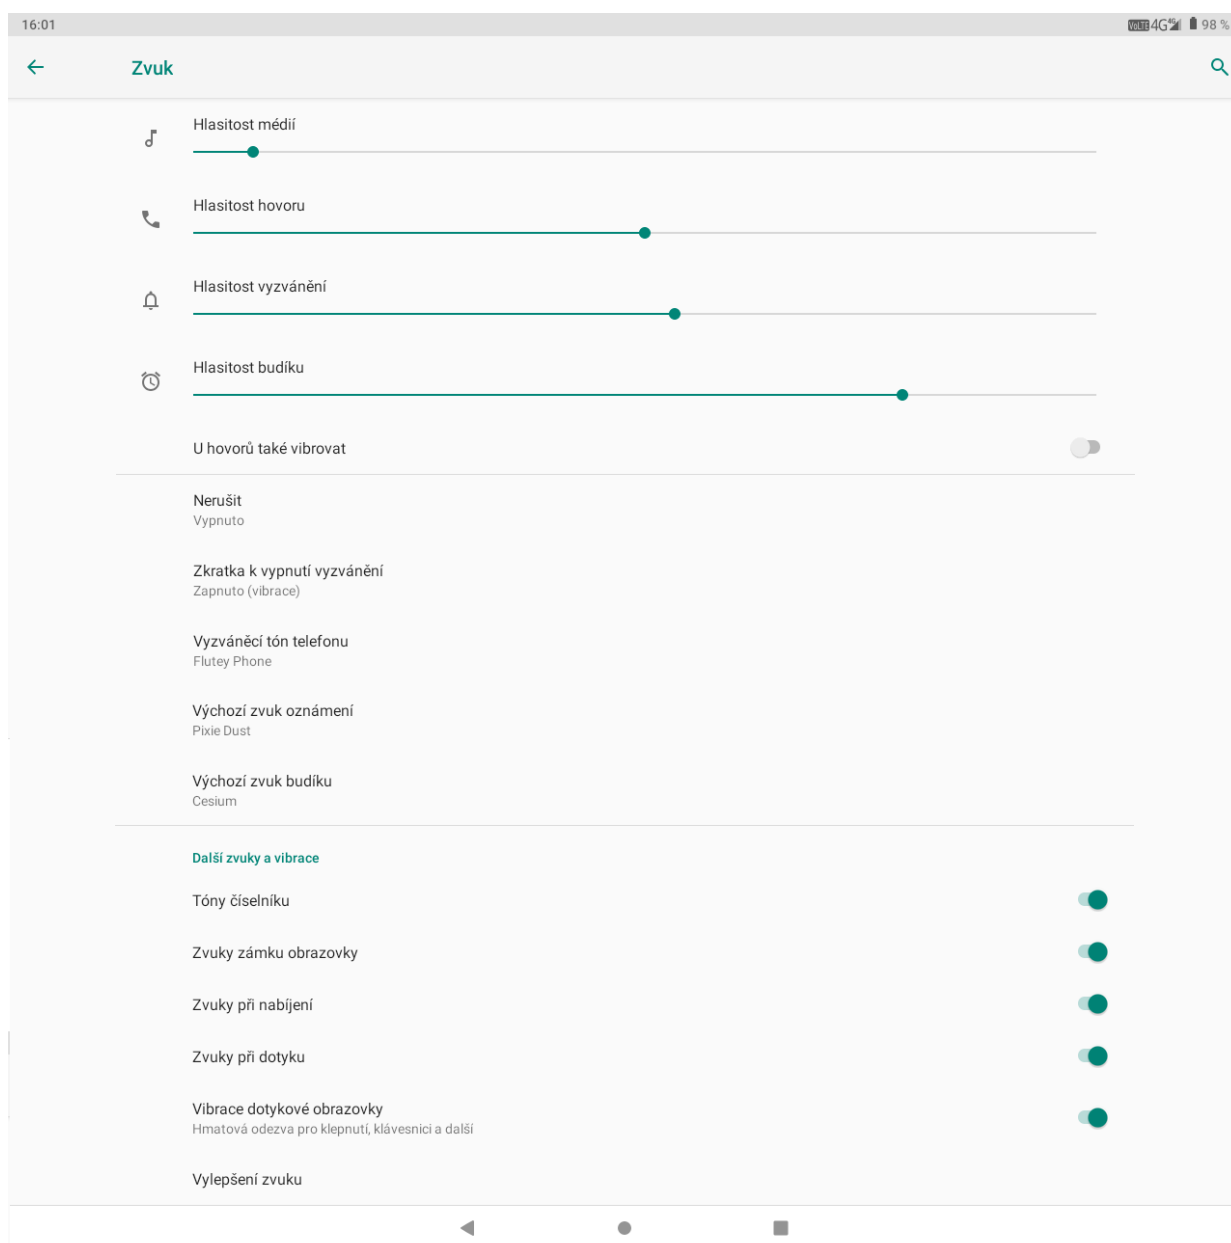 16:01
VoLTE 4G 4G 98 %
Zvuk
Hlasitost médií
Hlasitost hovoru
Hlasitost vyzvánění
Hlasitost budíku
U hovorů také vibrovat
Nerušit
Vypnuto
Zkratka k vypnutí vyzvánění
Zapnuto (vibrace)
Vyzváněcí tón telefonu
Flutey Phone
Výchozí zvuk oznámení
Pixie Dust
Výchozí zvuk budíku
Cesium
Další zvuky a vibrace
Tóny číselníku
Zvuky zámku obrazovky
Zvuky při nabíjení
Zvuky při dotyku
Vibrace dotykové obrazovky
Hmatová odezva pro klepnutí, klávesnici a další
Vylepšení zvuku